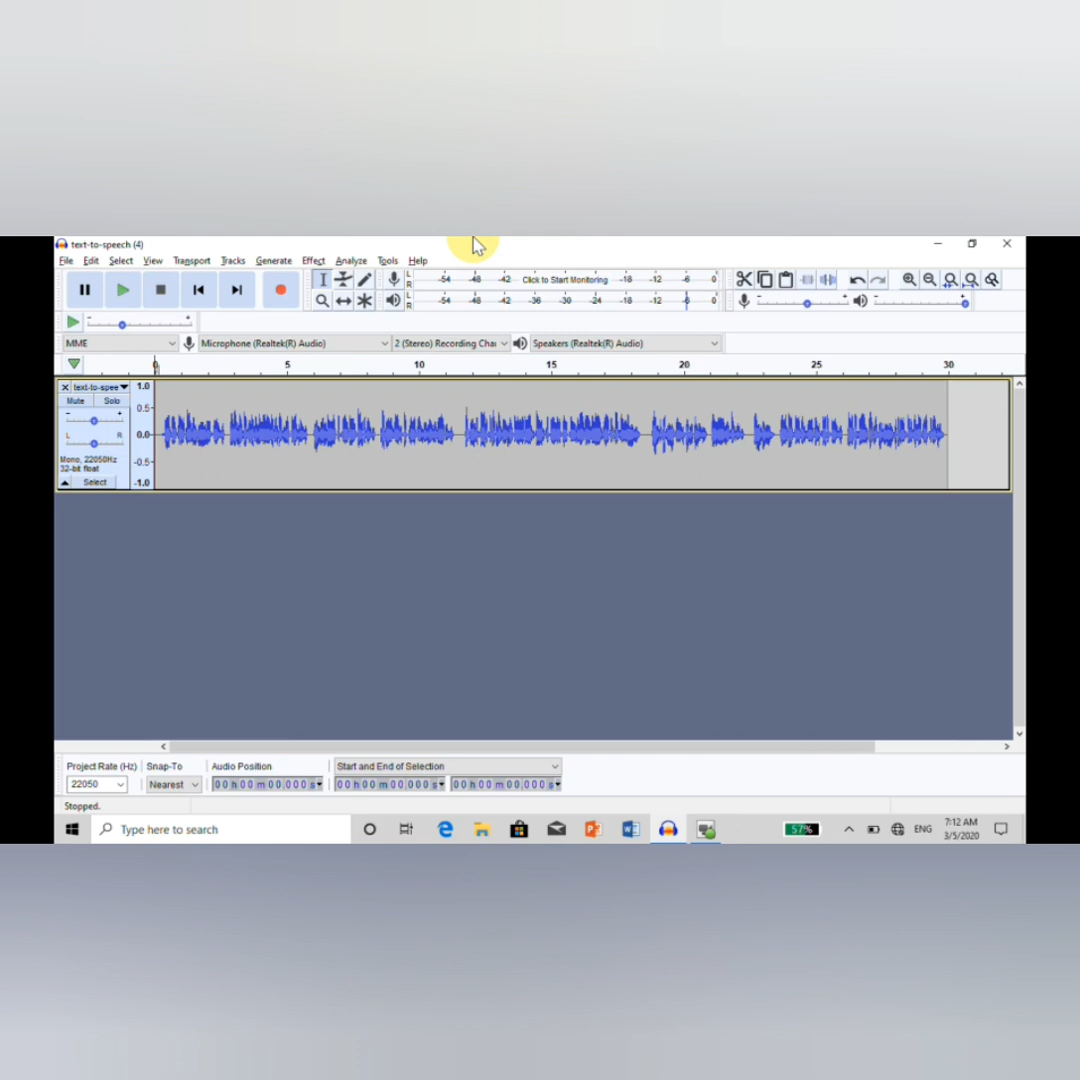 text-to-speech (4)
File Edit Select View Transport Tracks Generate Effect Analyze Tools Help
L -54 -48 -42 Click to Start Monitoring -18 -12 -6 0
R
L -54 -48 -42 -36 -30 -24 -18 -12 -6 0
R
- + - +
- +
MME Microphone (Realtek(R) Audio) 2 (Stereo) Recording Chai Speakers (Realtek(R) Audio)
0 5 10 15 20 25 30
text-to-spee 1.0
Mute Solo
- + 0.5
L R 0.0
Mono, 22050Hz
32-bit float -0.5
Select -1.0
Project Rate (Hz) Snap-To Audio Position Start and End of Selection
22050 Nearest 00 h 00 m 00.000 s 00 h 00 m 00.000 s 00 h 00 m 00.000 s
Stopped.
Type here to search 57% ENG 7:12 AM
3/5/2020